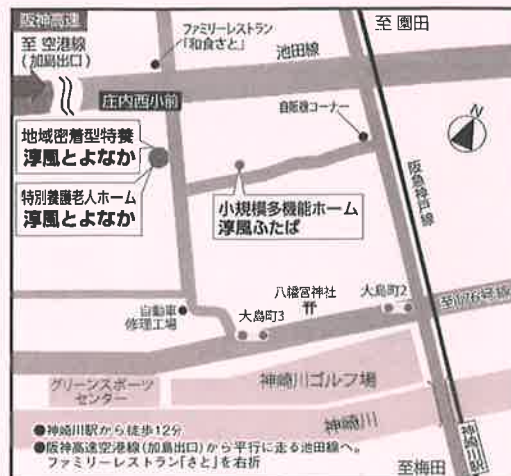 阪神高速
至 空港線
(加島出口)
ファミリーレストラン
「和食さと」
池田線
至 園田
庄内西小前
自販機コーナー
N
地域密着型特養
淳風とよなか
特別養護老人ホーム
淳風とよなか
小規模多機能ホーム
淳風ふたば
阪急神戸線
八幡宮神社
大島町2
至176号線
自動車
修理工場
大島町3
グリーンスポーツ
センター
神崎川ゴルフ場
神崎川
●神崎川駅から徒歩12分
●阪神高速空港線(加島出口)から平行に走る池田線へ。
ファミリーレストラン「さと」を右折
至梅田
神崎川駅